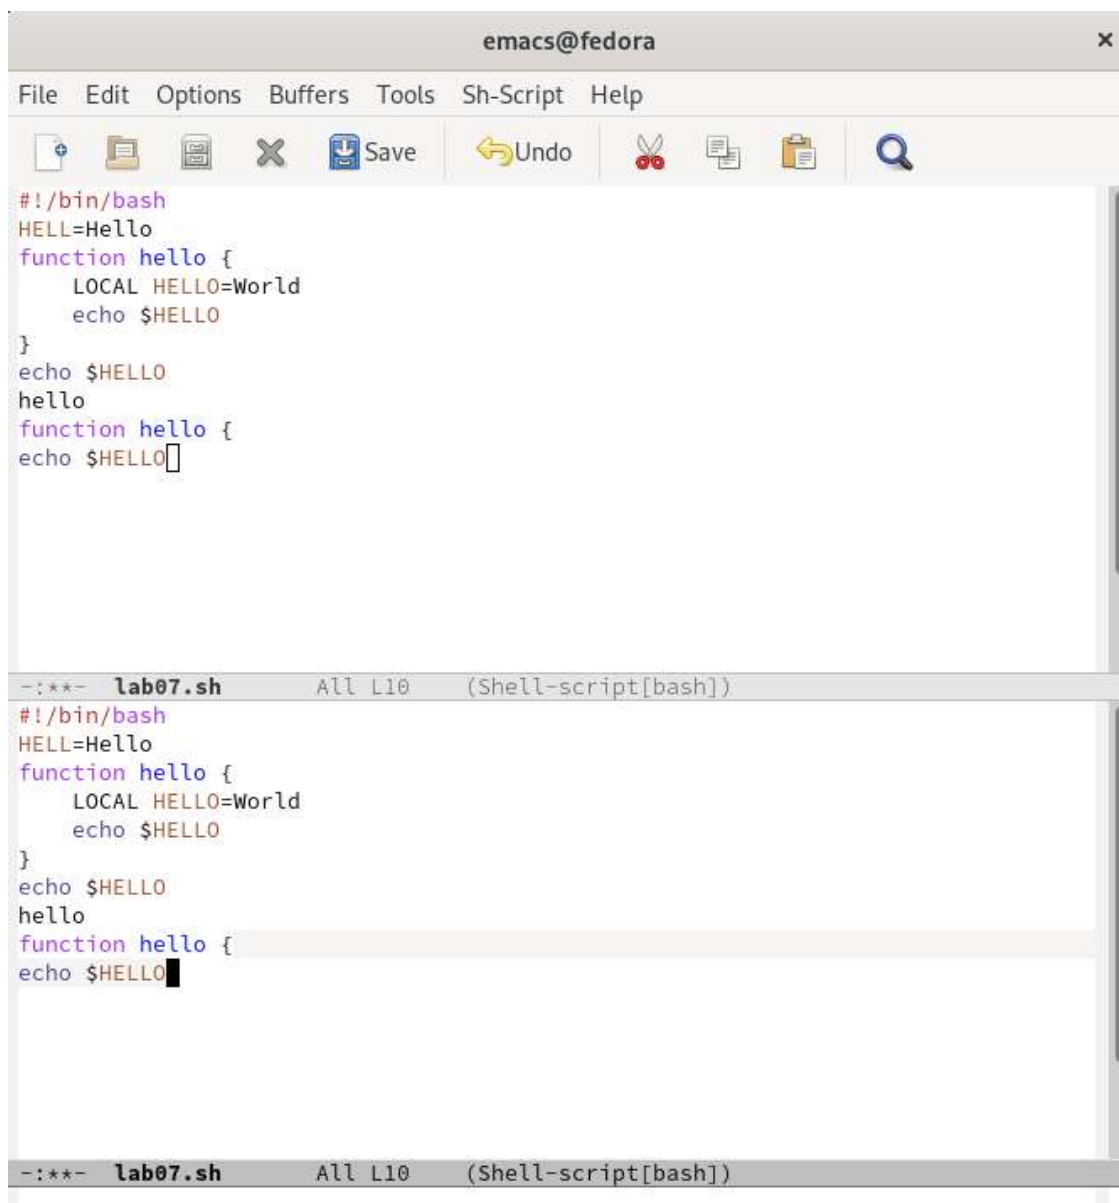 emacs@fedora ×
File Edit Options Buffers Tools Sh-Script Help
Save Undo
#!/bin/bash
HELL=Hello
function hello {
    LOCAL HELLO=World
    echo $HELLO
}
echo $HELLO
hello
function hello {
echo $HELLO
-:**- lab07.sh All L10 (Shell-script[bash])
#!/bin/bash
HELL=Hello
function hello {
    LOCAL HELLO=World
    echo $HELLO
}
echo $HELLO
hello
function hello {
echo $HELLO
-:**- lab07.sh All L10 (Shell-script[bash])